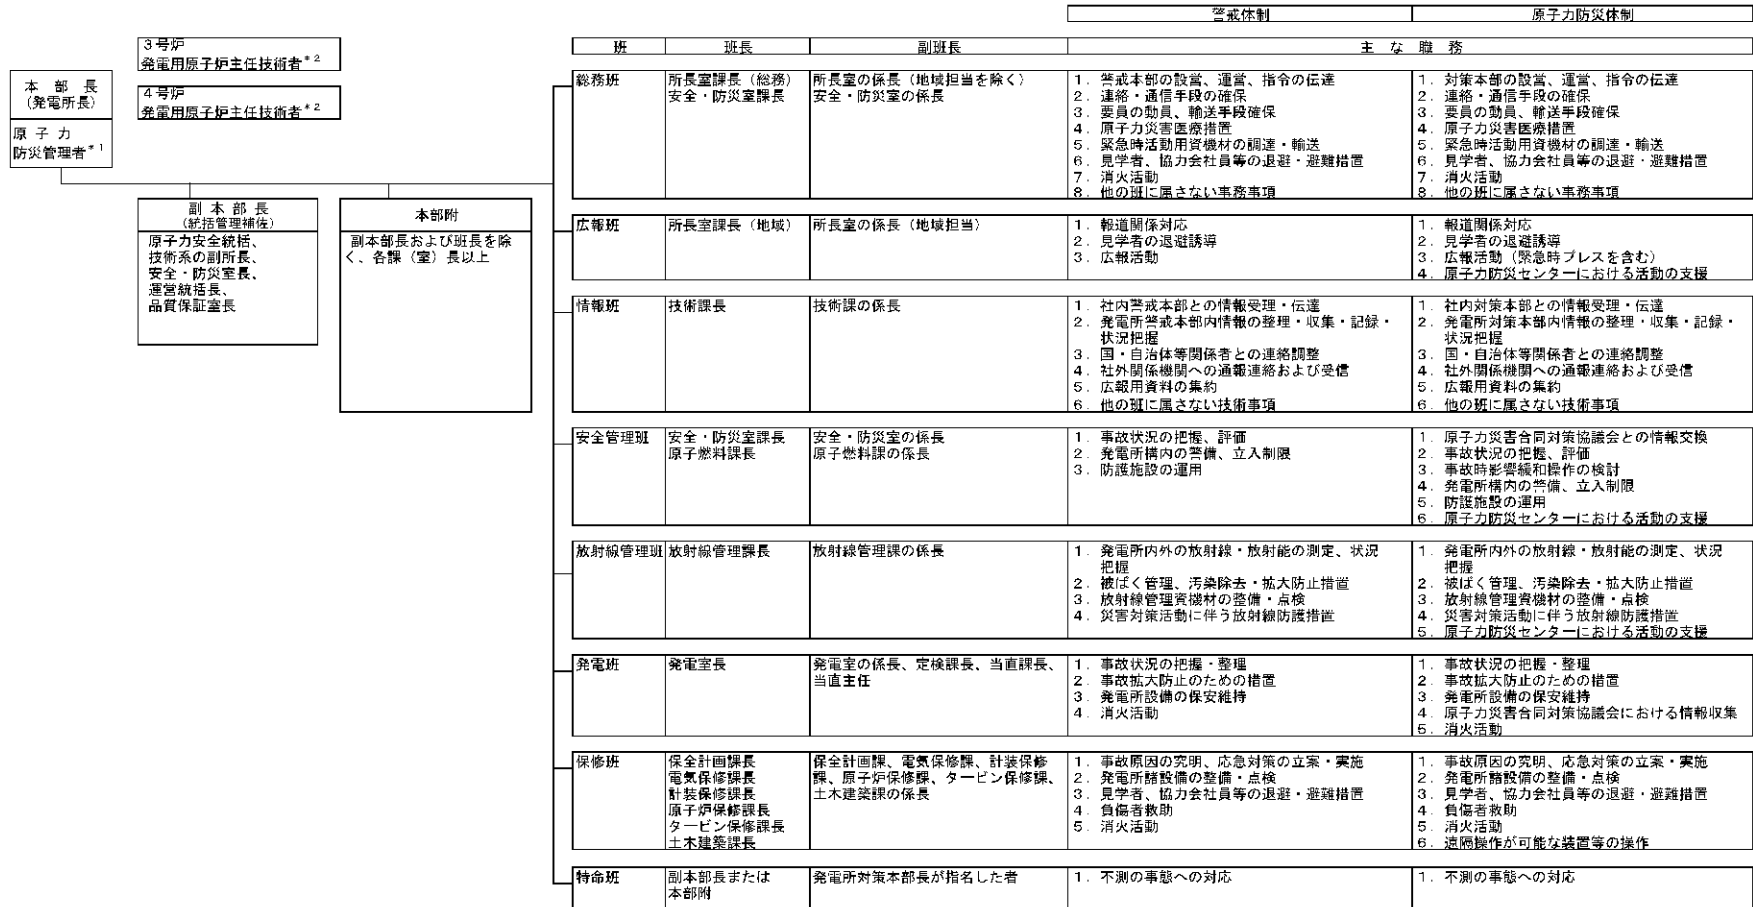 警戒体制
原子力防災体制
班
班長
副班長
主な職務
3号炉
発電用原子炉主任技術者*2
4号炉
発電用原子炉主任技術者*2
本部長
(発電所長)
原子力
防災管理者*1
副本部長
(統括管理補佐)
原子力安全統括、
技術系の副所長、
安全・防災室長、
運営統括長、
品質保証室長
本部附
副本部長および班長を除
く、各課(室)長以上
総務班
所長室課長(総務)
安全・防災室課長
所長室の係長(地域担当を除く)
安全・防災室の係長
1. 警戒本部の設営、運営、指令の伝達
2. 連絡・通信手段の確保
3. 要員の動員、輸送手段確保
4. 原子力災害医療措置
5. 緊急時活動用資機材の調達・輸送
6. 見学者、協力会社員等の退避・避難措置
7. 消火活動
8. 他の班に属さない事務事項
1. 対策本部の設営、運営、指令の伝達
2. 連絡・通信手段の確保
3. 要員の動員、輸送手段確保
4. 原子力災害医療措置
5. 緊急時活動用資機材の調達・輸送
6. 見学者、協力会社員等の退避・避難措置
7. 消火活動
8. 他の班に属さない事務事項
広報班
所長室課長(地域)
所長室の係長(地域担当)
1. 報道関係対応
2. 見学者の退避誘導
3. 広報活動
1. 報道関係対応
2. 見学者の退避誘導
3. 広報活動(緊急時プレスを含む)
4. 原子力防災センターにおける活動の支援
情報班
技術課長
技術課の係長
1. 社内警戒本部との情報受理・伝達
2. 発電所警戒本部内情報の整理・収集・記録・
状況把握
3. 国・自治体等関係者との連絡調整
4. 社外関係機関への通報連絡および受信
5. 広報用資料の集約
6. 他の班に属さない技術事項
1. 社内対策本部との情報受理・伝達
2. 発電所対策本部内情報の整理・収集・記録・
状況把握
3. 国・自治体等関係者との連絡調整
4. 社外関係機関への通報連絡および受信
5. 広報用資料の集約
6. 他の班に属さない技術事項
安全管理班
安全・防災室課長
原子燃料課長
安全・防災室の係長
原子燃料課の係長
1. 事故状況の把握、評価
2. 発電所構内の警備、立入制限
3. 防護施設の運用
1. 原子力災害合同対策協議会との情報交換
2. 事故状況の把握、評価
3. 事故時影響緩和操作の検討
4. 発電所構内の警備、立入制限
5. 防護施設の運用
6. 原子力防災センターにおける活動の支援
放射線管理班
放射線管理課長
放射線管理課の係長
1. 発電所内外の放射線・放射能の測定、状況
把握
2. 被ばく管理、汚染除去・拡大防止措置
3. 放射線管理資機材の整備・点検
4. 災害対策活動に伴う放射線防護措置
1. 発電所内外の放射線・放射能の測定、状況
把握
2. 被ばく管理、汚染除去・拡大防止措置
3. 放射線管理資機材の整備・点検
4. 災害対策活動に伴う放射線防護措置
5. 原子力防災センターにおける活動の支援
発電班
発電室長
発電室の係長、定検課長、当直課長、
当直主任
1. 事故状況の把握・整理
2. 事故拡大防止のための措置
3. 発電所設備の保安維持
4. 消火活動
1. 事故状況の把握・整理
2. 事故拡大防止のための措置
3. 発電所設備の保安維持
4. 原子力災害合同対策協議会における情報収集
5. 消火活動
保修班
保全計画課長
電気保修課長
計装保修課長
原子炉保修課長
タービン保修課長
土木建築課長
保全計画課、電気保修課、計装保修
課、原子炉保修課、タービン保修課、
土木建築課の係長
1. 事故原因の究明、応急対策の立案・実施
2. 発電所諸設備の整備・点検
3. 見学者、協力会社員等の退避・避難措置
4. 負傷者救助
5. 消火活動
1. 事故原因の究明、応急対策の立案・実施
2. 発電所諸設備の整備・点検
3. 見学者、協力会社員等の退避・避難措置
4. 負傷者救助
5. 消火活動
6. 遠隔操作が可能な装置等の操作
特命班
副本部長または
本部附
発電所対策本部長が指名した者
1. 不測の事態への対応
1. 不測の事態への対応